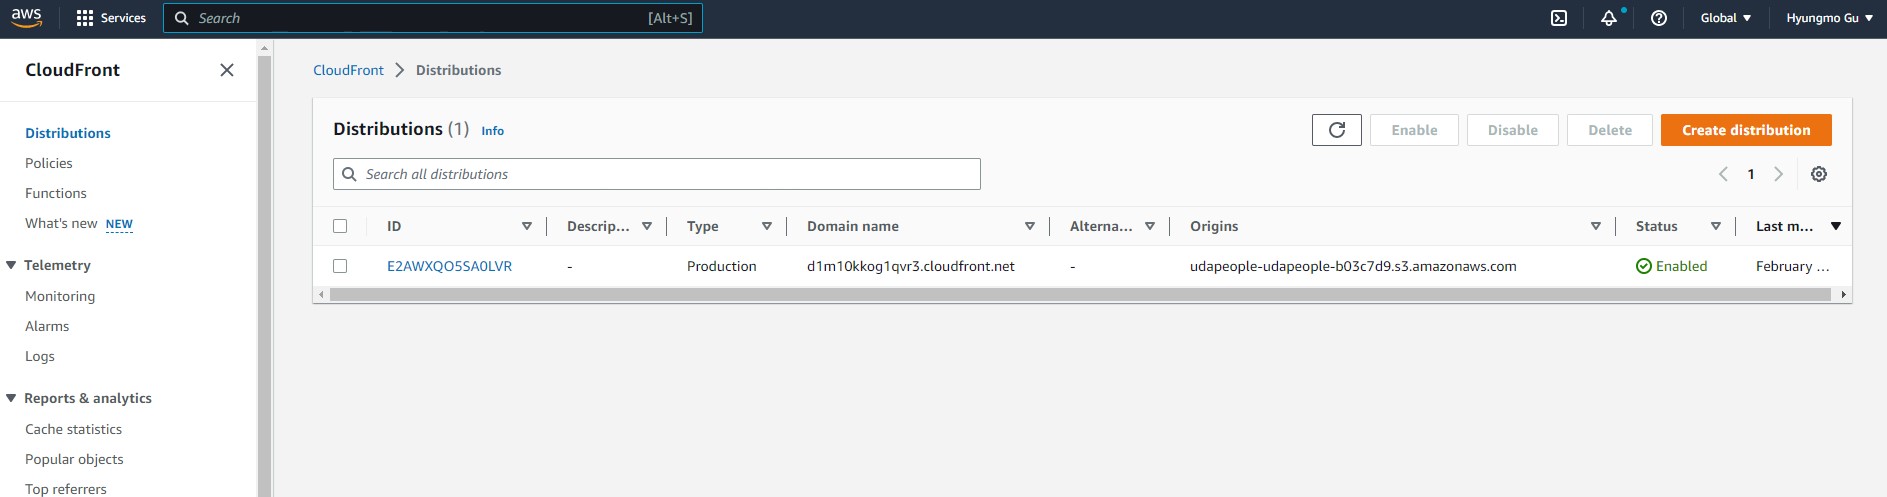 aws Services Search [Alt+S] Global ▼ Hyungmo Gu ▼
CloudFront
Distributions
Policies
Functions
What's new NEW
Telemetry
Monitoring
Alarms
Logs
Reports & analytics
Cache statistics
Popular objects
Top referrers
CloudFront > Distributions
Distributions (1) Info
Enable Disable Delete Create distribution
Search all distributions
1
ID Descrip... Type Domain name Alterna... Origins Status Last m...
E2AWXQO5SA0LVR - Production d1m10kkog1qvr3.cloudfront.net - udapeople-udapeople-b03c7d9.s3.amazonaws.com Enabled February ...